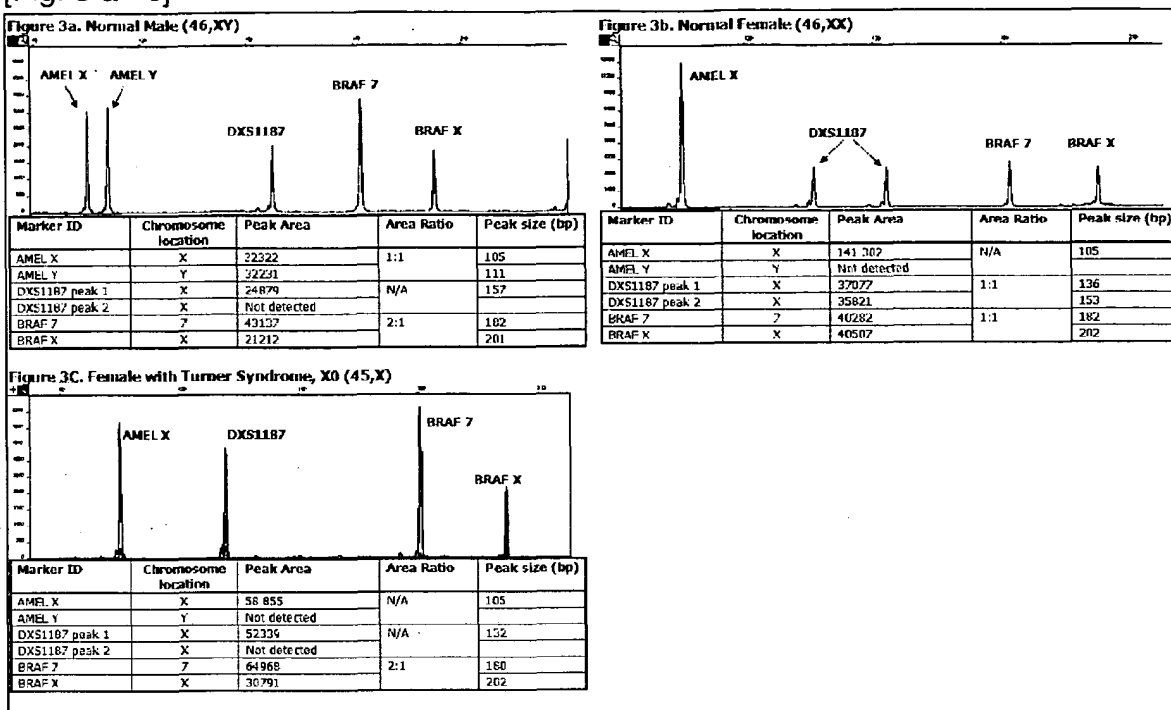 Figure 3a. Normal Male (46,XY)
AMEL X AMEL Y
BRAF 7
DXS1187
BRAF X
Marker ID Chromosome location Peak Area Area Ratio Peak size (bp)
AMEL X X 22322 1:1 105
AMEL Y Y 32231 111
DXS1187 peak 1 X 24879 N/A 157
DXS1187 peak 2 X Not detected
BRAF 7 7 43137 2:1 182
BRAF X X 21212 201
Figure 3b. Normal Female (46,XX)
AMEL X
DXS1187
BRAF 7 BRAF X
Marker ID Chromosome location Peak Area Area Ratio Peak size (bp)
AMEL X X 141 302 N/A 105
AMEL Y Y Not detected
DXS1187 peak 1 X 37077 1:1 136
DXS1187 peak 2 X 35821 153
BRAF 7 7 40282 1:1 182
BRAF X X 40507 202
Figure 3C. Female with Turner Syndrome, X0 (45,X)
AMEL X DXS1187 BRAF 7
BRAF X
Marker ID Chromosome location Peak Area Area Ratio Peak size (bp)
AMEL X X 58 855 N/A 105
AMEL Y Y Not detected
DXS1187 peak 1 X 52339 N/A 132
DXS1187 peak 2 X Not detected
BRAF 7 7 64968 2:1 180
BRAF X X 30791 202